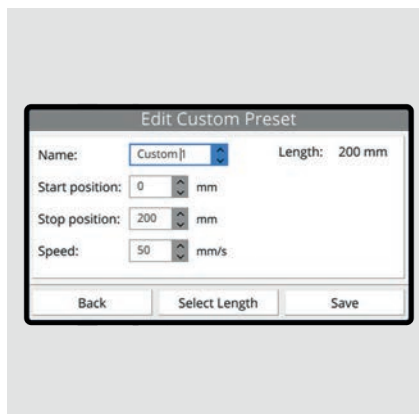 Edit Custom Preset
Name: Custom 1 Length: 200 mm
Start position: 0 mm
Stop position: 200 mm
Speed: 50 mm/s
Back Select Length Save